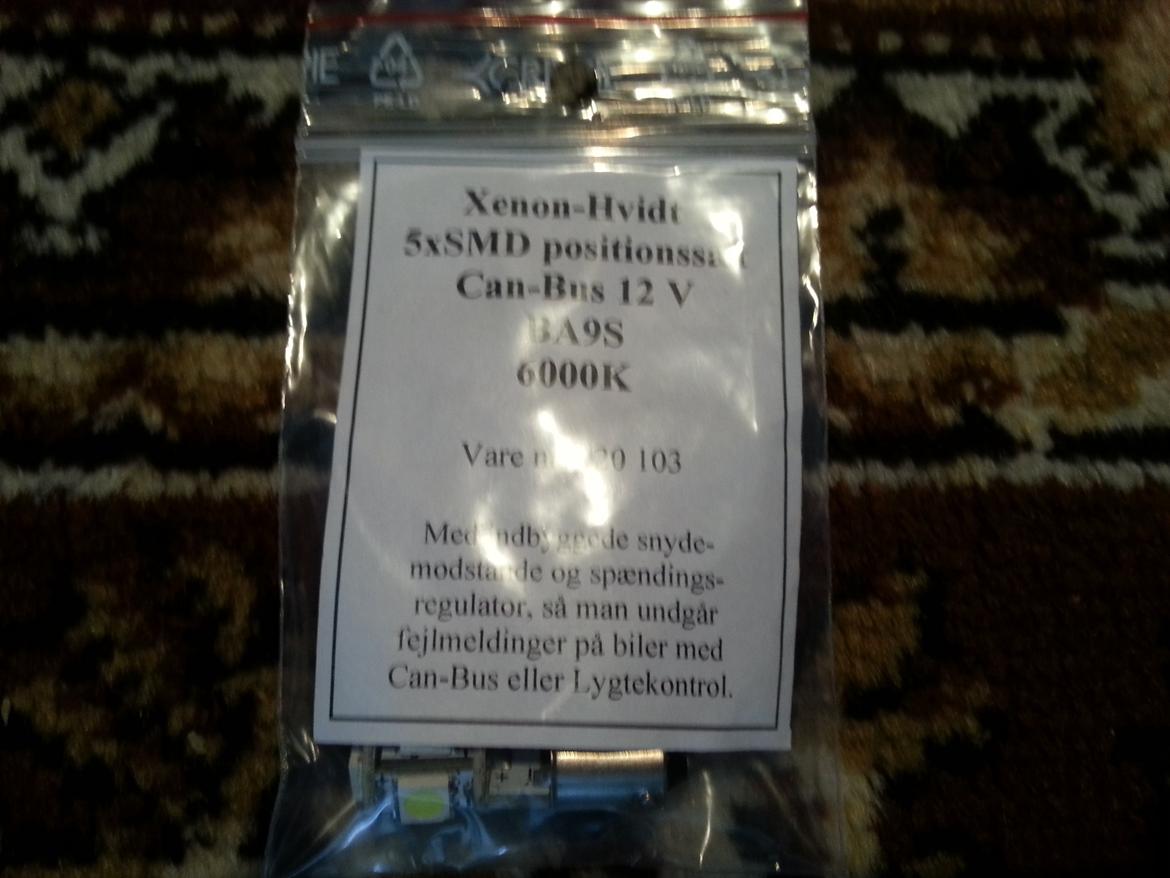 Xenon-Hvidt
5xSMD
Can-Bus 12 V
BA9S
6000K
Vare 103
snyde-
modstande og spændings-
regulator, så man undgår
fejlmeldinger på biler med
Can-Bus eller Lygtekontrol.